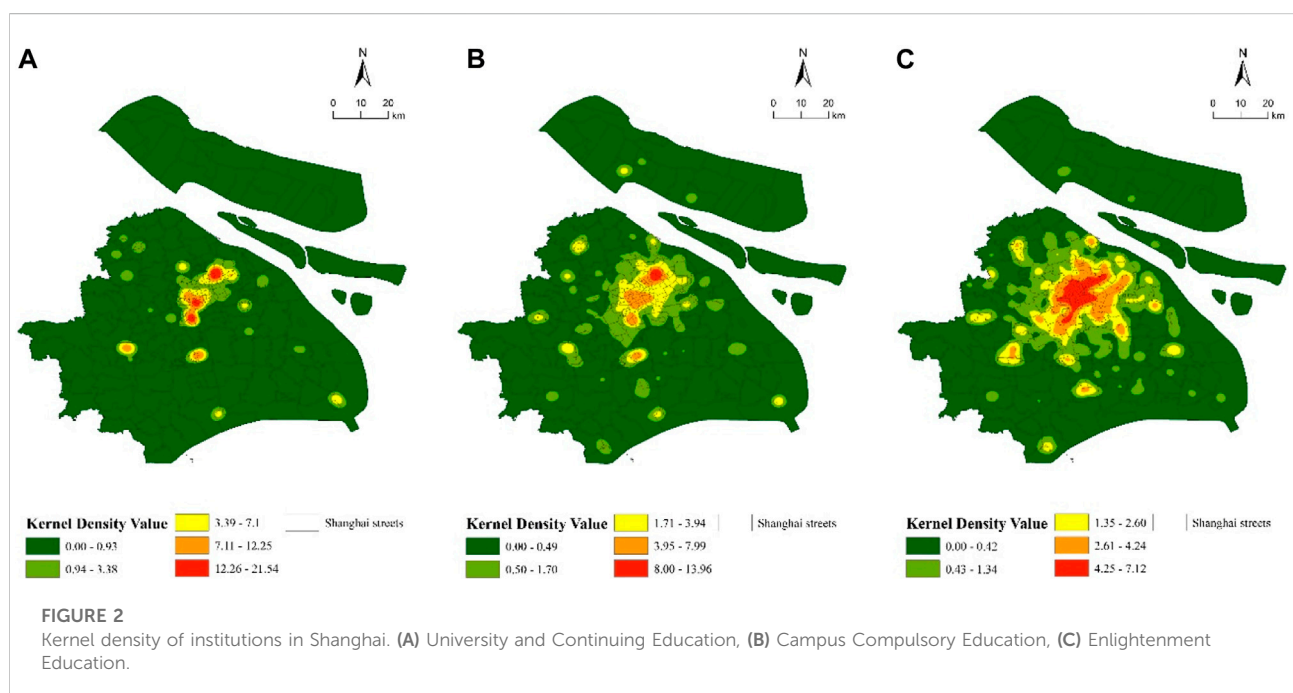 A
N
0 10 20
km
Kernel Density Value
0.00 - 0.93
0.94 - 3.38
3.39 - 7.1
7.11 - 12.25
12.26 - 21.54
Shanghai streets
B
N
0 10 20
km
Kernel Density Value
0.00 - 0.49
0.50 - 1.70
1.71 - 3.94
3.95 - 7.99
8.00 - 13.96
Shanghai streets
C
N
0 10 20
km
Kernel Density Value
0.00 - 0.42
0.43 - 1.34
1.35 - 2.60
2.61 - 4.24
4.25 - 7.12
Shanghai streets
FIGURE 2
Kernel density of institutions in Shanghai. (A) University and Continuing Education, (B) Campus Compulsory Education, (C) Enlightenment
Education.